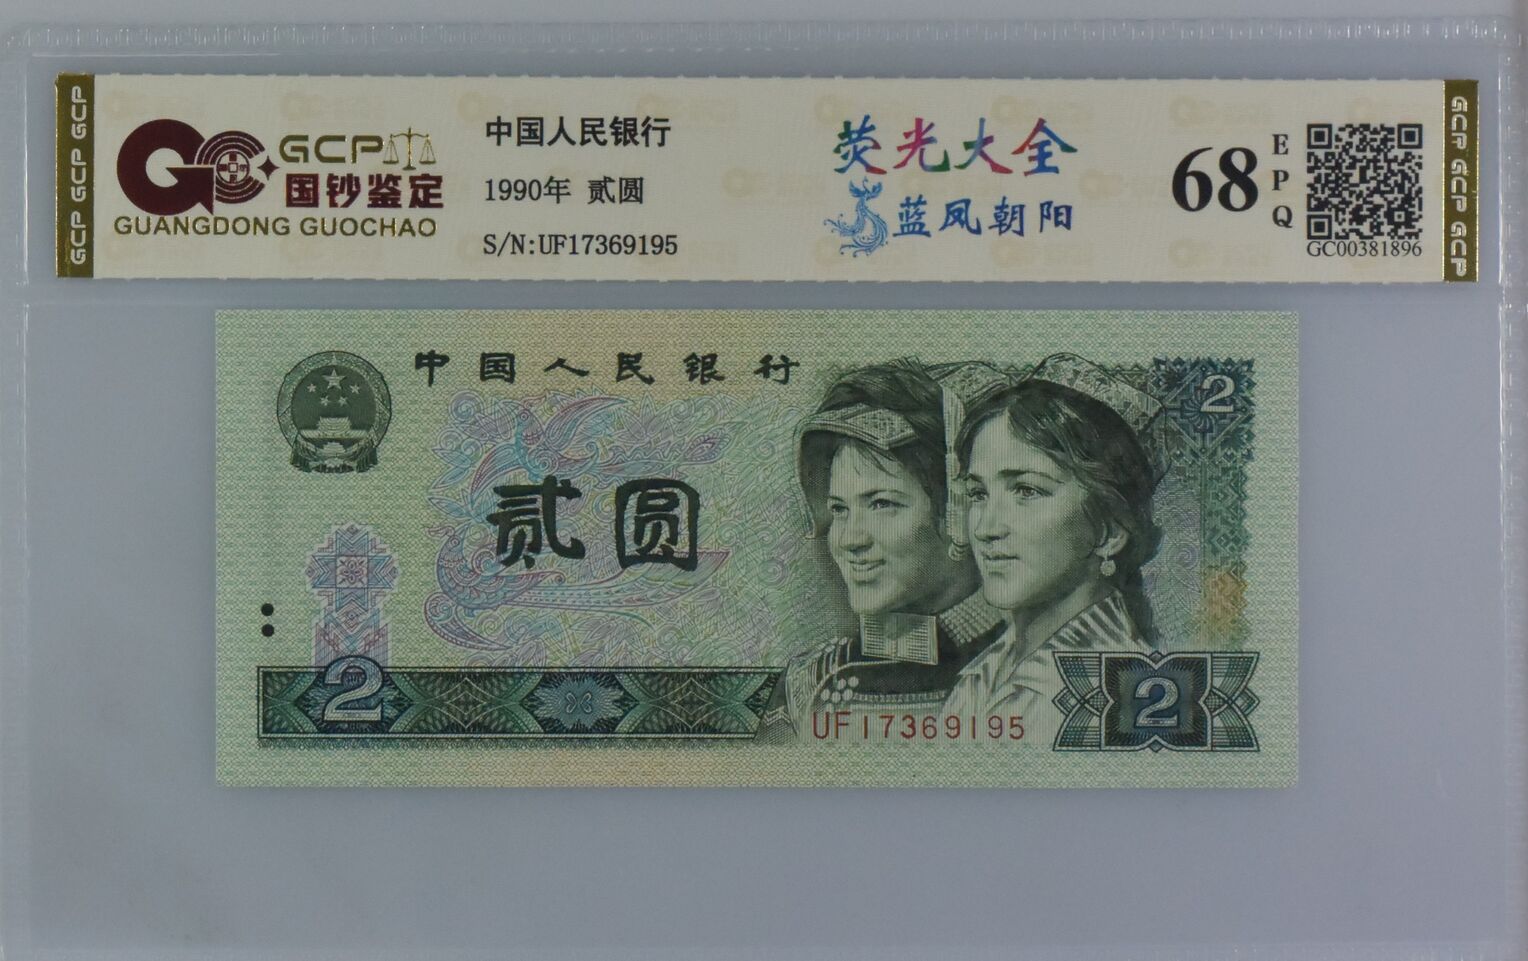 GCP GCP GCP
GCP
国钞鉴定
GUANGDONG GUOCHAO
中国人民银行
1990年 贰圆
S/N:UF17369195
荧光大全
蓝凤朝阳
68
EPQ
GC00381896
GCP GCP GCP
中国人民银行
2
贰圆
2
UF17369195
2